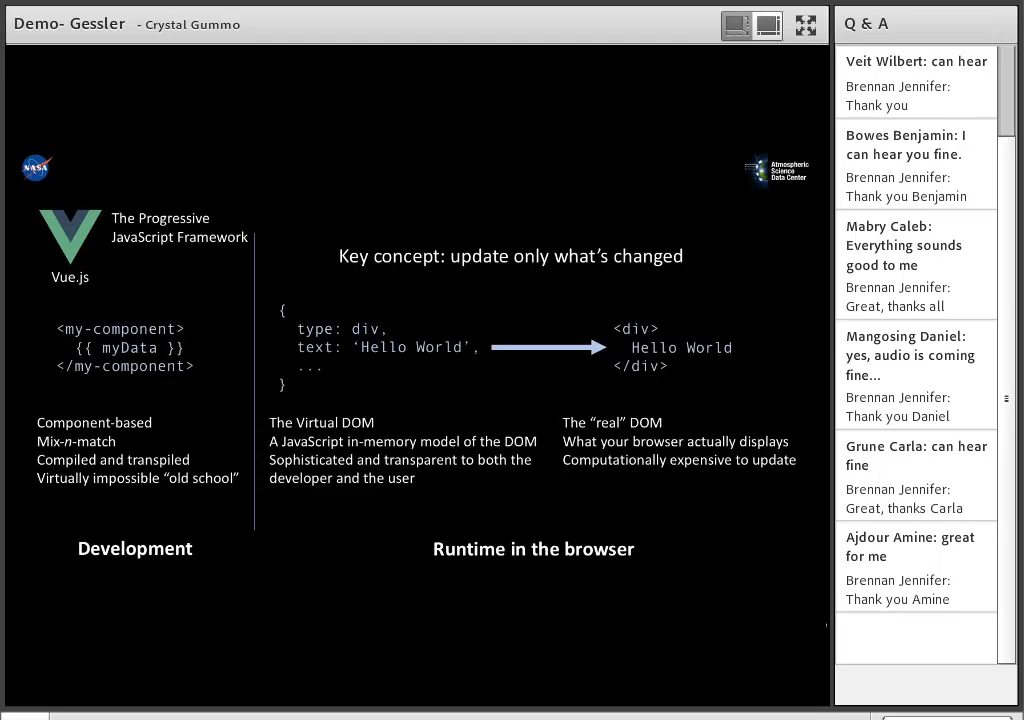 Demo- Gessler - Crystal Gummo
NASA
Atmospheric
Science
Data Center
The Progressive
JavaScript Framework
Vue.js
Key concept: update only what’s changed
<my-component>
{{ myData }}
</my-component>
{
type: div,
text: ‘Hello World’,
...
}
<div>
Hello World
</div>
Component-based
Mix-n-match
Compiled and transpiled
Virtually impossible “old school”
The Virtual DOM
A JavaScript in-memory model of the DOM
Sophisticated and transparent to both the
developer and the user
The “real” DOM
What your browser actually displays
Computationally expensive to update
Development
Runtime in the browser
Q & A
Veit Wilbert: can hear
Brennan Jennifer:
Thank you
Bowes Benjamin: I
can hear you fine.
Brennan Jennifer:
Thank you Benjamin
Mabry Caleb:
Everything sounds
good to me
Brennan Jennifer:
Great, thanks all
Mangosing Daniel:
yes, audio is coming
fine...
Brennan Jennifer:
Thank you Daniel
Grune Carla: can hear
fine
Brennan Jennifer:
Great, thanks Carla
Ajdour Amine: great
for me
Brennan Jennifer:
Thank you Amine